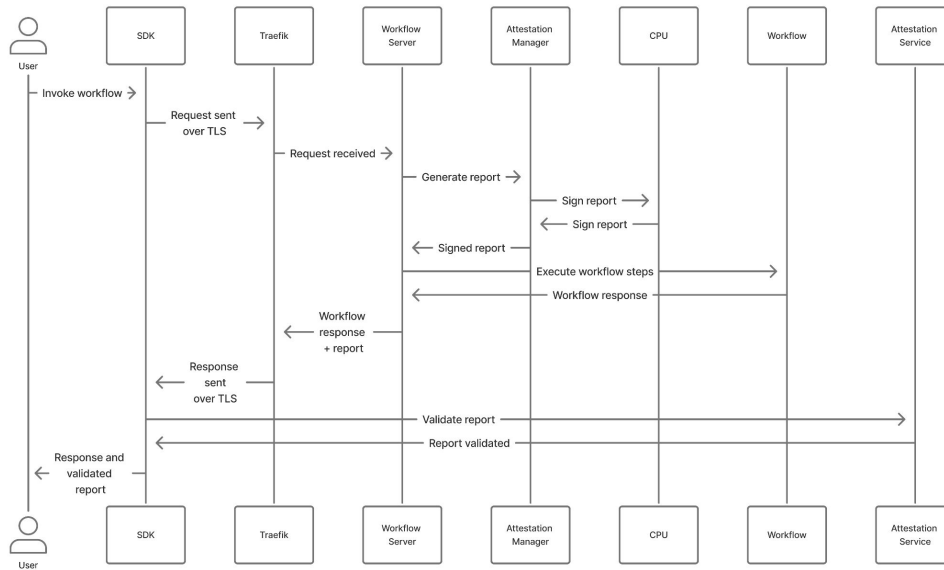 SDK
Traefik
Workflow
Server
Attestation
Manager
CPU
Workflow
Attestation
Service
User
Invoke workflow
Request sent
over TLS
Request received
Generate report
Sign report
Sign report
Signed report
Execute workflow steps
Workflow response
Workflow
response
+ report
Response
sent
over TLS
Validate report
Report validated
Response and
validated
report
SDK
Traefik
Workflow
Server
Attestation
Manager
CPU
Workflow
Attestation
Service
User